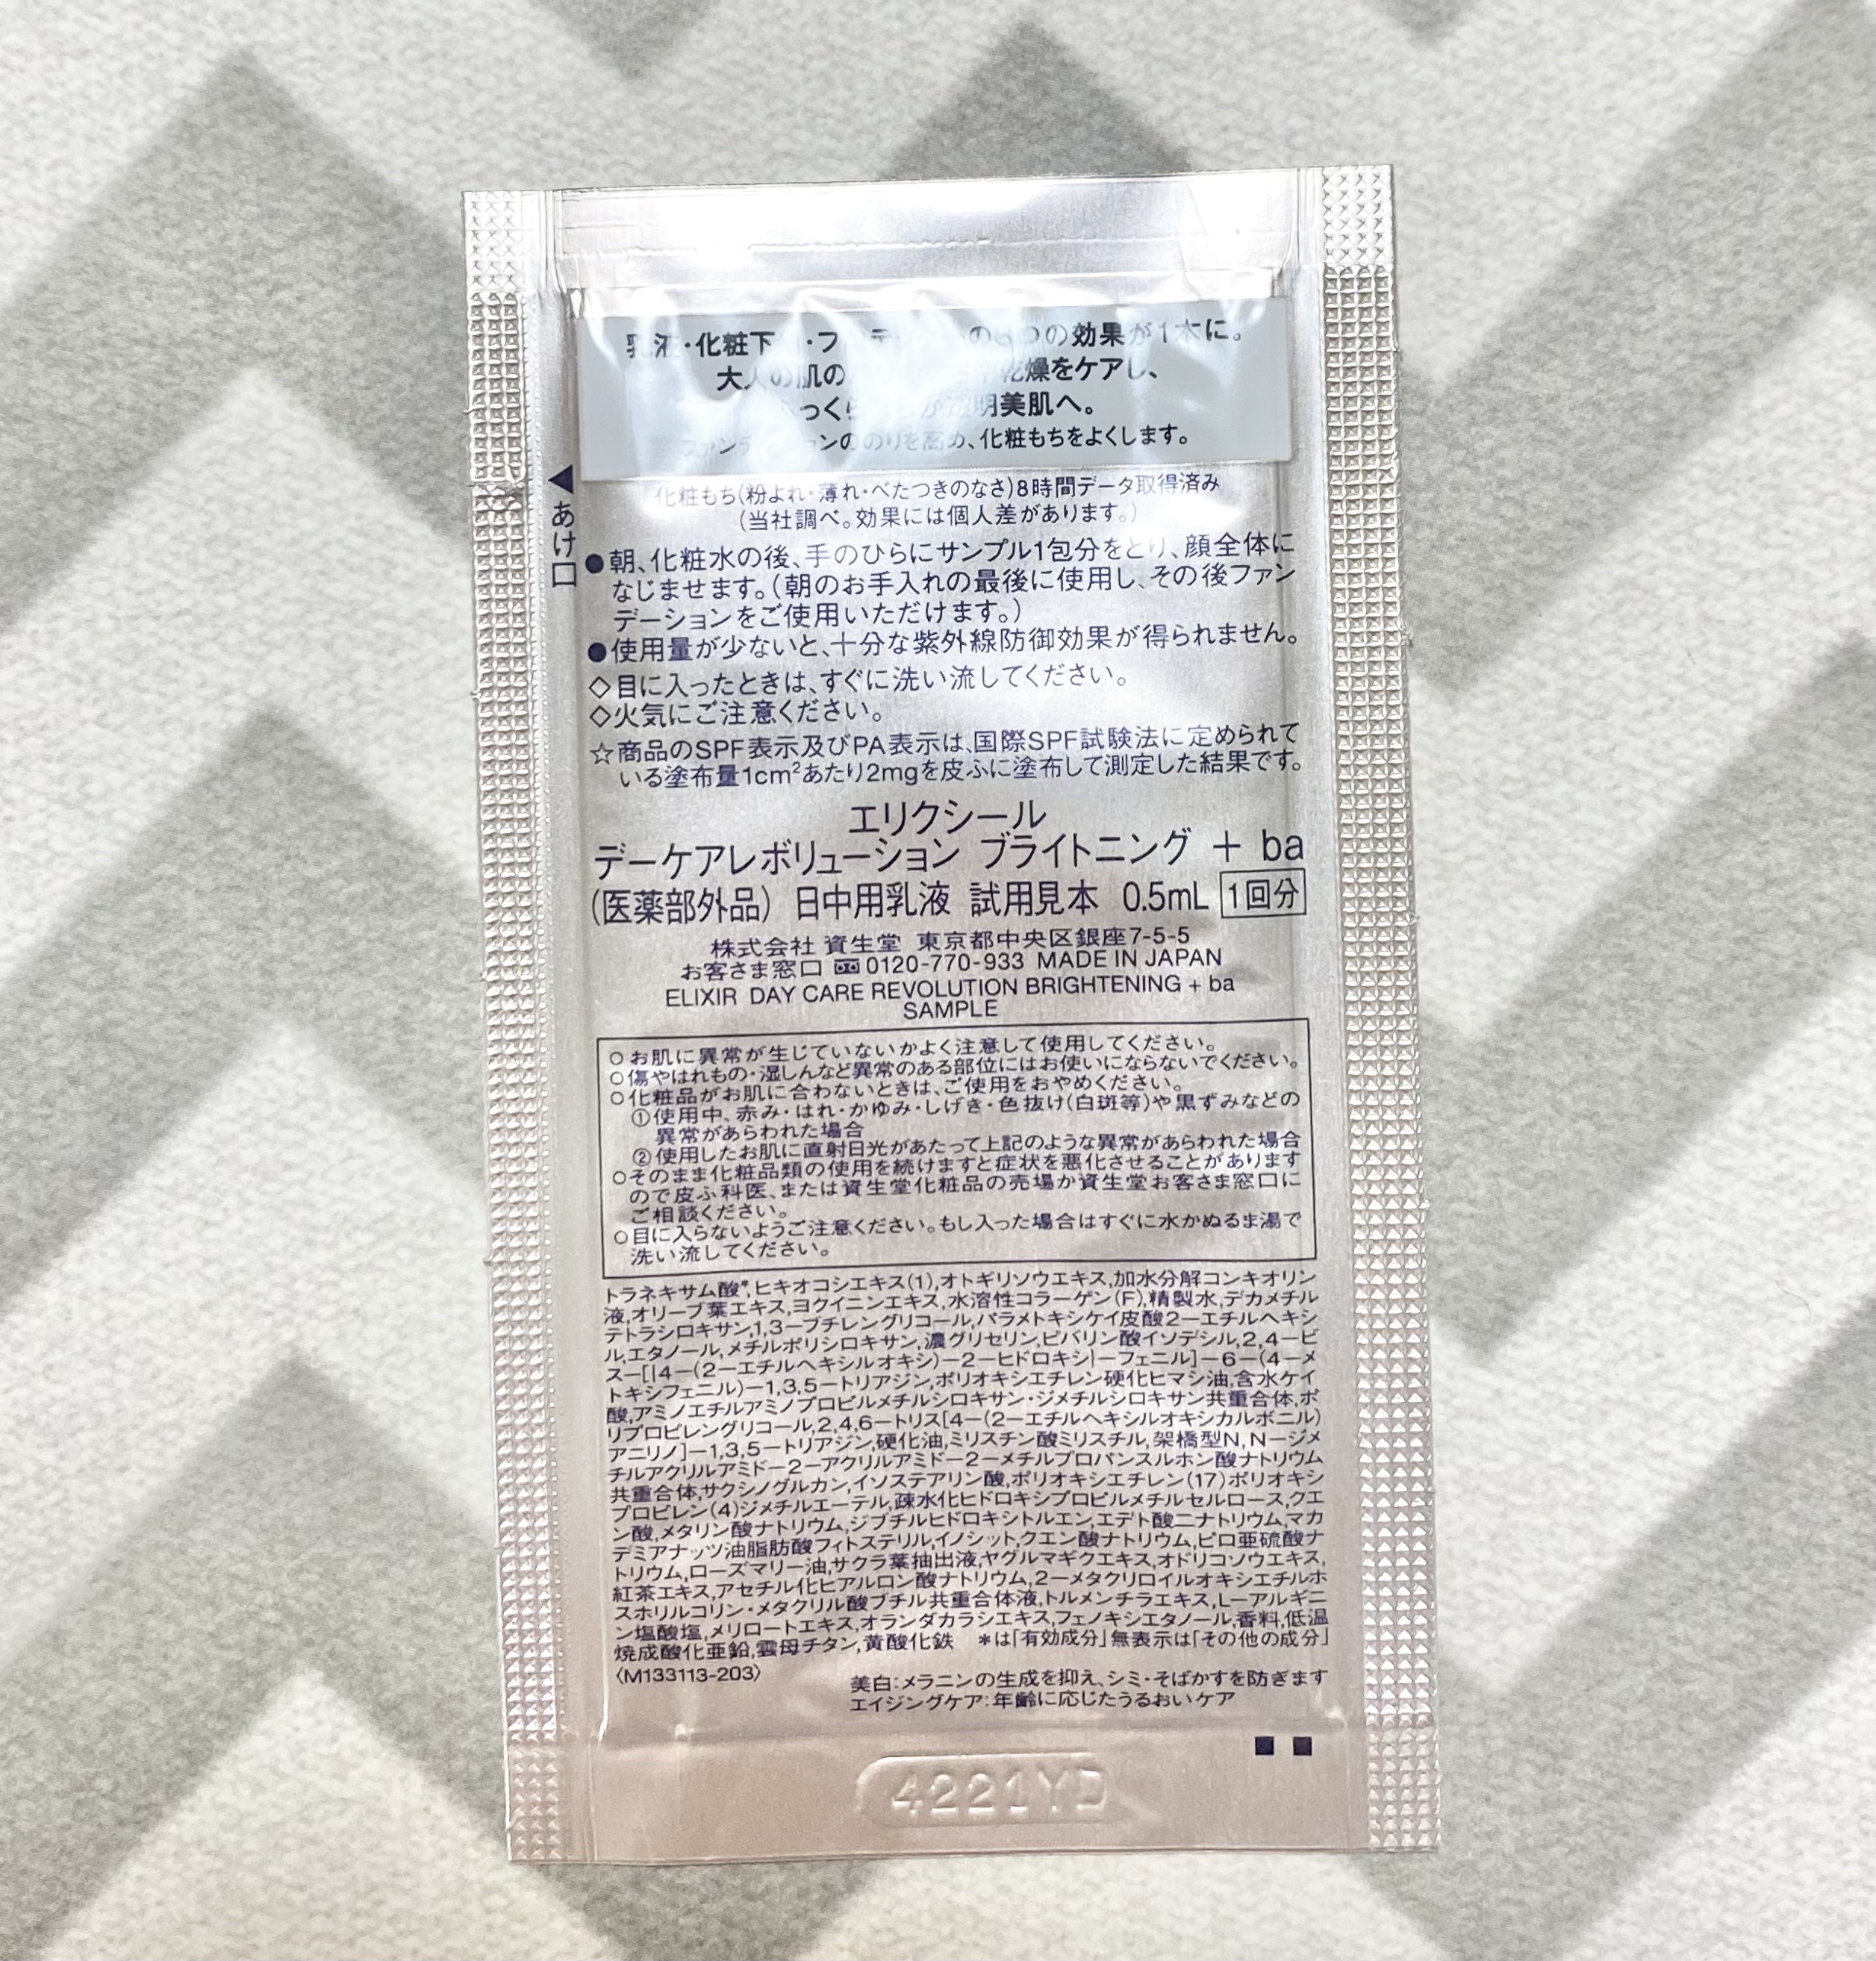 ・化粧下・フの3つの効果が1本に。
大人の肌の乾燥をケアし、
明美肌へ。
ンののりを高め、化粧もちをよくします。
化粧もち(粉よれ・薄れ・べたつきのなさ)8時間データ取得済み
(当社調べ。効果には個人差があります。)
◀あけ口
●朝、化粧水の後、手のひらにサンプル1包分をとり、顔全体に
なじませます。(朝のお手入れの最後に使用し、その後ファン
デーションをご使用いただけます。)
●使用量が少ないと、十分な紫外線防御効果が得られません。
◇目に入ったときは、すぐに洗い流してください。
◇火気にご注意ください。
☆商品のSPF表示及びPA表示は、国際SPF試験法に定められて
いる塗布量1cm²あたり2mgを皮ふに塗布して測定した結果です。
エリクシール
デーケアレボリューション ブライトニング + ba
(医薬部外品) 日中用乳液 試用見本 0.5mL 1回分
株式会社 資生堂 東京都中央区銀座7-5-5
お客さま窓口 0120-770-933 MADE IN JAPAN
ELIXIR DAY CARE REVOLUTION BRIGHTENING + ba
SAMPLE
○お肌に異常が生じていないかよく注意して使用してください。
○傷やはれもの・湿しんなど異常のある部位にはお使いにならないでください。
○化粧品がお肌に合わないときは、ご使用をおやめください。
①使用中、赤み・はれ・かゆみ・しげき・色抜け(白斑等)や黒ずみなどの
異常があらわれた場合
②使用したお肌に直射日光があたって上記のような異常があらわれた場合
○そのまま化粧品類の使用を続けますと症状を悪化させることがあります
ので皮ふ科医、または資生堂化粧品の売場か資生堂お客さま窓口に
ご相談ください。
○目に入らないようご注意ください。もし入った場合はすぐに水かぬるま湯で
洗い流してください。
トラネキサム酸*,ヒキオコシエキス(1),オトギリソウエキス,加水分解コンキオリン
液,オリーブ葉エキス,ヨクイニンエキス,水溶性コラーゲン(F),精製水,デカメチル
テトラシロキサン,1,3-ブチレングリコール,パラメトキシケイ皮酸2-エチルヘキシ
ル,エタノール,メチルポリシロキサン,濃グリセリン,ピバリン酸イソデシル,2,4-ビ
ス-[{4-(2-エチルヘキシルオキシ)-2-ヒドロキシ}-フェニル]-6-(4-メ
トキシフェニル)-1,3,5-トリアジン,ポリオキシエチレン硬化ヒマシ油,含水ケイ
酸,アミノエチルアミノプロピルメチルシロキサン・ジメチルシロキサン共重合体,ポ
リプロピレングリコール,2,4,6-トリス[4-(2-エチルヘキシルオキシカルボニル)
アニリノ]-1,3,5-トリアジン,硬化油,ミリスチン酸ミリスチル,架橋型N,N-ジメ
チルアクリルアミド-2-アクリルアミド-2-メチルプロパンスルホン酸ナトリウム
共重合体,サクシノグルカン,イソステアリン酸,ポリオキシエチレン(17)ポリオキシ
プロピレン(4)ジメチルエーテル,疎水化ヒドロキシプロピルメチルセルロース,クエ
ン酸,メタリン酸ナトリウム,ジブチルヒドロキシトルエン,エデト酸二ナトリウム,マカ
デミアナッツ油脂肪酸フィトステリル,イノシット,クエン酸ナトリウム,ピロ亜硫酸ナ
トリウム,ローズマリー油,サクラ葉抽出液,ヤグルマギクエキス,オドリコソウエキス,
紅茶エキス,アセチル化ヒアルロン酸ナトリウム,2-メタクリロイルオキシエチルホ
スホリルコリン・メタクリル酸ブチル共重合体液,トルメンチラエキス,L-アルギニ
ン塩酸塩,メリロートエキス,オランダカラシエキス,フェノキシエタノール,香料,低温
焼成酸化亜鉛,雲母チタン,黄酸化鉄 *は「有効成分」無表示は「その他の成分」
〈M133113-203〉
美白：メラニンの生成を抑え、シミ・そばかすを防ぎます
エイジングケア：年齢に応じたうるおいケア
4221YD